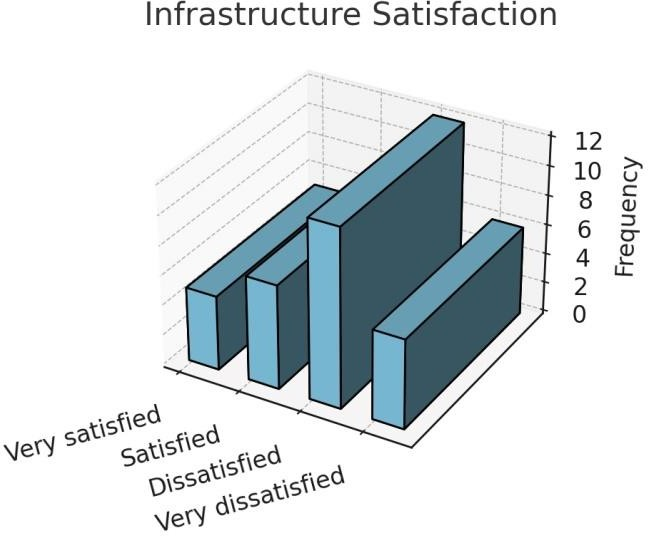 Infrastructure Satisfaction
12
10
8
6
4
2
0
Frequency
Very satisfied
Satisfied
Dissatisfied
Very dissatisfied